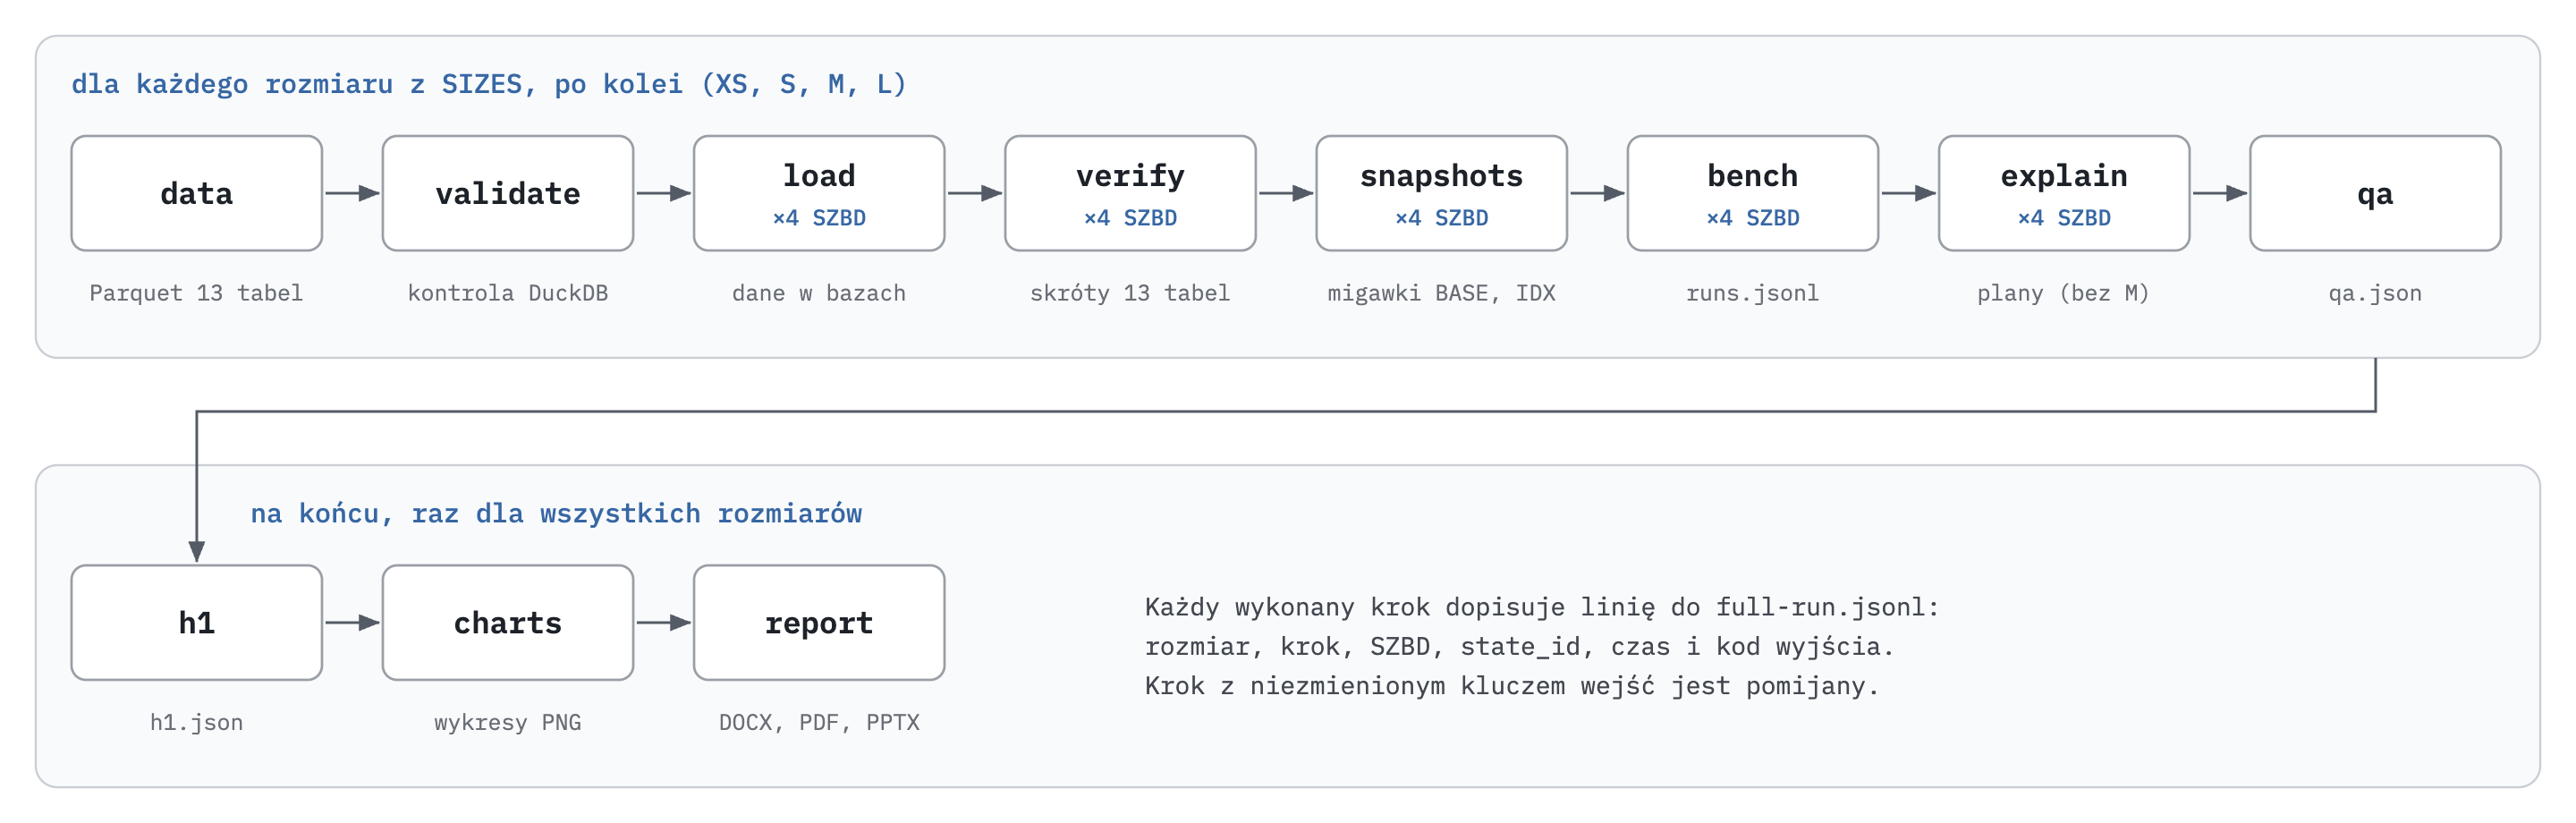 dla każdego rozmiaru z SIZES, po kolei (XS, S, M, L)
data
validate
load
×4 SZBD
verify
×4 SZBD
snapshots
×4 SZBD
bench
×4 SZBD
explain
×4 SZBD
qa
Parquet 13 tabel
kontrola DuckDB
dane w bazach
skróty 13 tabel
migawki BASE, IDX
runs.jsonl
plany (bez M)
qa.json
na końcu, raz dla wszystkich rozmiarów
h1
charts
report
h1.json
wykresy PNG
DOCX, PDF, PPTX
Każdy wykonany krok dopisuje linię do full-run.jsonl:
rozmiar, krok, SZBD, state_id, czas i kod wyjścia.
Krok z niezmienionym kluczem wejść jest pomijany.